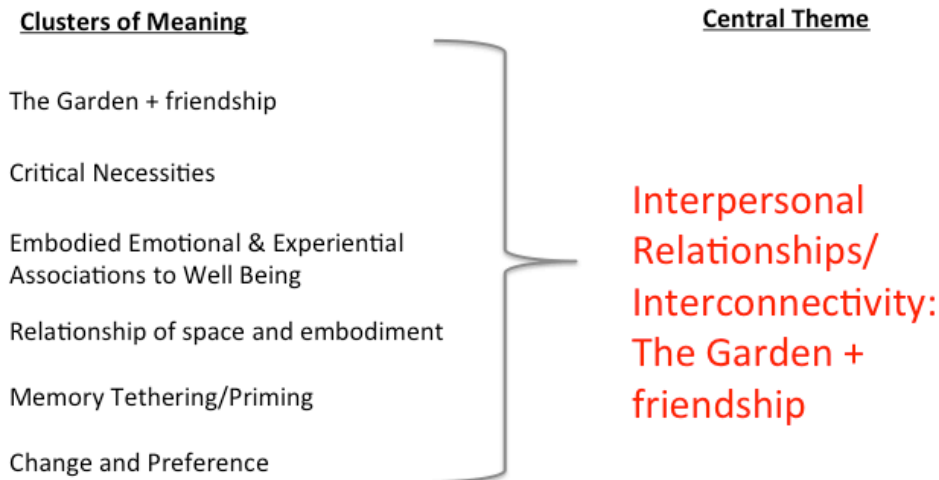 Clusters of Meaning
The Garden + friendship
Critical Necessities
Embodied Emotional & Experiential
Associations to Well Being
Relationship of space and embodiment
Memory Tethering/Priming
Change and Preference
Central Theme
Interpersonal
Relationships/
Interconnectivity:
The Garden +
friendship